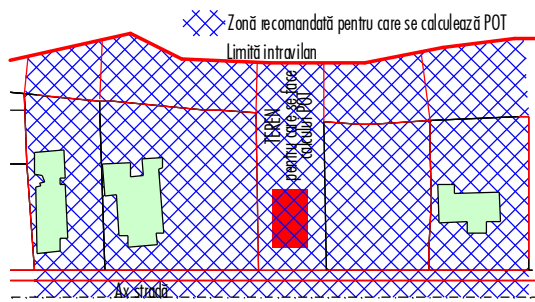 Zonă recomandată pentru care se calculează POT
Limită intravilan
TEREN
pentru care se face
calculul POT
Ax stradă